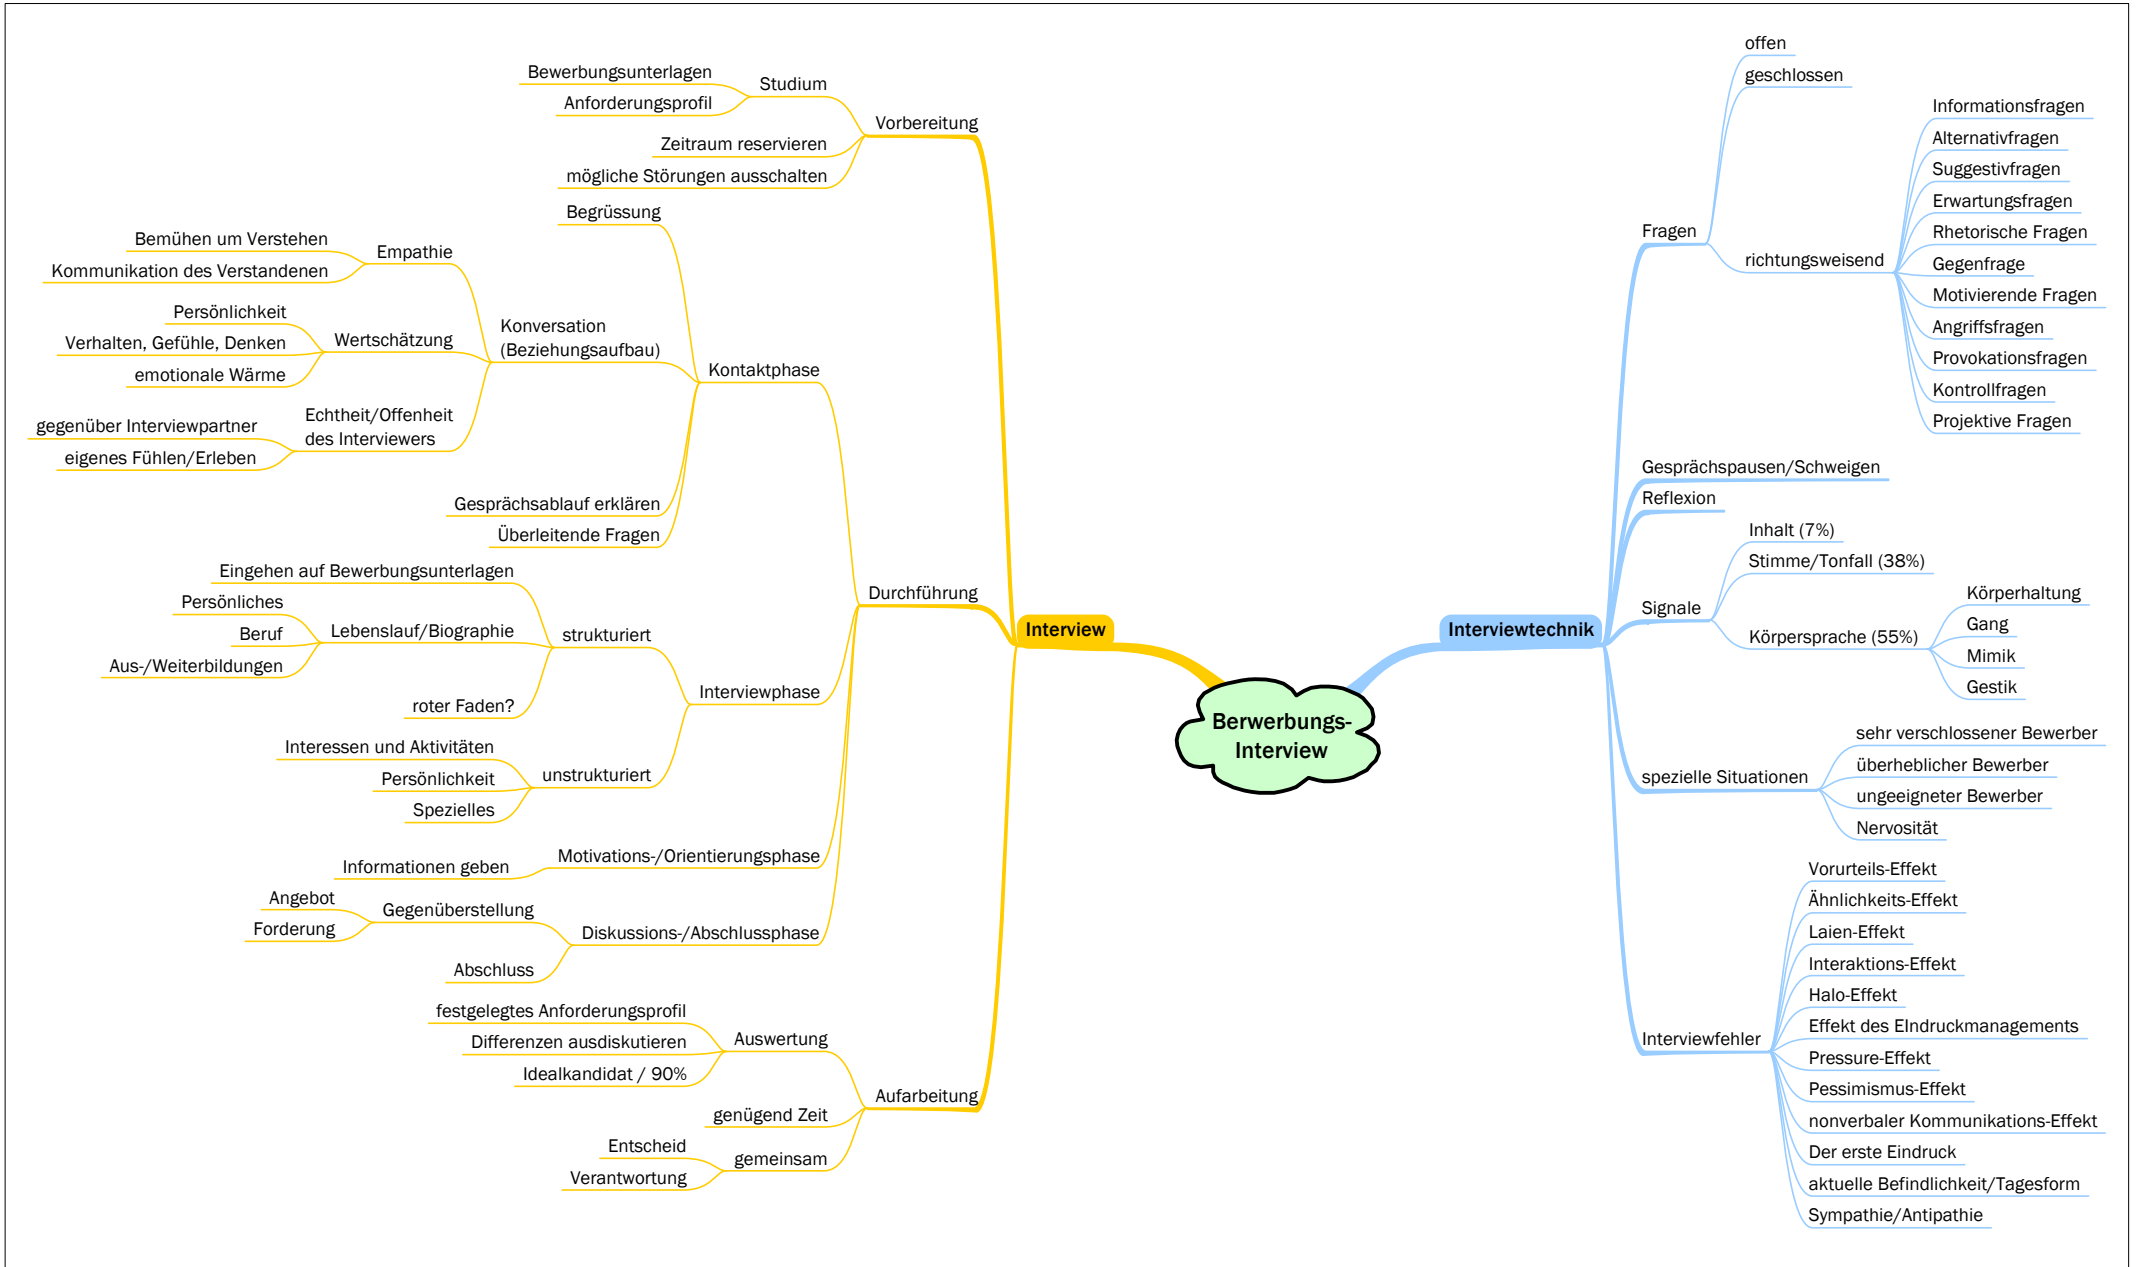 Berwerbungs-
Interview
Interview
Vorbereitung
Studium
Bewerbungsunterlagen
Anforderungsprofil
Zeitraum reservieren
mögliche Störungen ausschalten
Durchführung
Kontaktphase
Begrüssung
Konversation
(Beziehungsaufbau)
Empathie
Bemühen um Verstehen
Kommunikation des Verstandenen
Wertschätzung
Persönlichkeit
Verhalten, Gefühle, Denken
emotionale Wärme
Echtheit/Offenheit
des Interviewers
gegenüber Interviewpartner
eigenes Fühlen/Erleben
Gesprächsablauf erklären
Überleitende Fragen
Interviewphase
strukturiert
Eingehen auf Bewerbungsunterlagen
Lebenslauf/Biographie
Persönliches
Beruf
Aus-/Weiterbildungen
roter Faden?
unstrukturiert
Interessen und Aktivitäten
Persönlichkeit
Spezielles
Motivations-/Orientierungsphase
Informationen geben
Diskussions-/Abschlussphase
Gegenüberstellung
Angebot
Forderung
Abschluss
Aufarbeitung
Auswertung
festgelegtes Anforderungsprofil
Differenzen ausdiskutieren
Idealkandidat / 90%
genügend Zeit
gemeinsam
Entscheid
Verantwortung
Interviewtechnik
Fragen
offen
geschlossen
richtungsweisend
Informationsfragen
Alternativfragen
Suggestivfragen
Erwartungsfragen
Rhetorische Fragen
Gegenfrage
Motivierende Fragen
Angriffsfragen
Provokationsfragen
Kontrollfragen
Projektive Fragen
Gesprächspausen/Schweigen
Reflexion
Signale
Inhalt (7%)
Stimme/Tonfall (38%)
Körpersprache (55%)
Körperhaltung
Gang
Mimik
Gestik
spezielle Situationen
sehr verschlossener Bewerber
überheblicher Bewerber
ungeeigneter Bewerber
Nervosität
Interviewfehler
Vorurteils-Effekt
Ähnlichkeits-Effekt
Laien-Effekt
Interaktions-Effekt
Halo-Effekt
Effekt des EIndruckmanagements
Pressure-Effekt
Pessimismus-Effekt
nonverbaler Kommunikations-Effekt
Der erste Eindruck
aktuelle Befindlichkeit/Tagesform
Sympathie/Antipathie